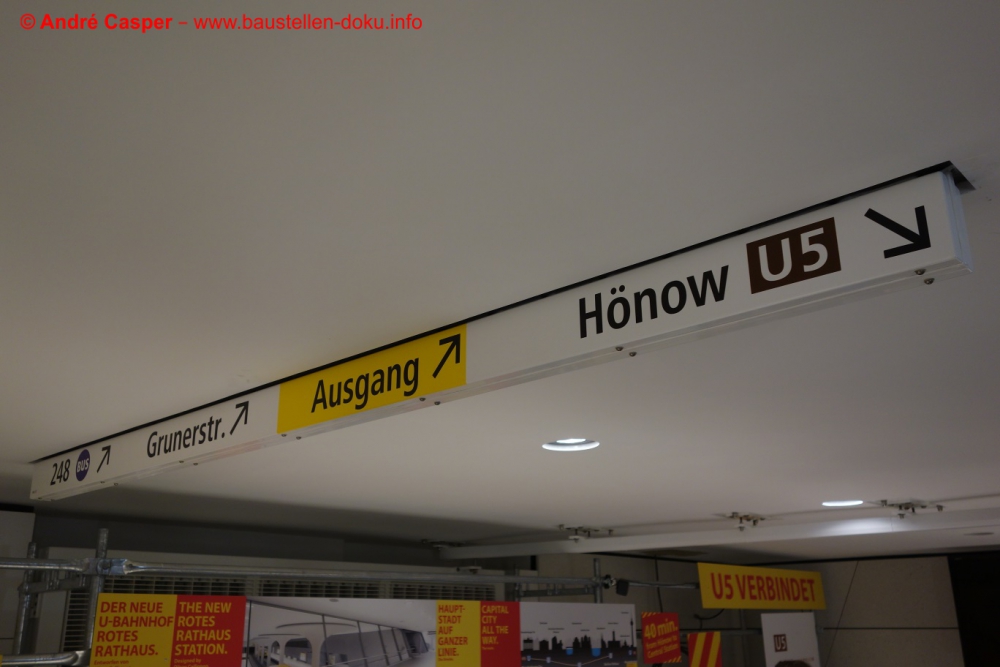 © André Casper – www.baustellen-doku.info
248 BUS Grunerstr. Ausgang Hönow U5
U5 VERBINDET
DER NEUE
U-BAHNHOF
ROTES
RATHAUS.
THE NEW
ROTES
RATHAUS
STATION.
HAUPT-
STADT
AUF
GANZER
LINIE.
CAPITAL
CITY
ALL THE
WAY.
40 min.
U5